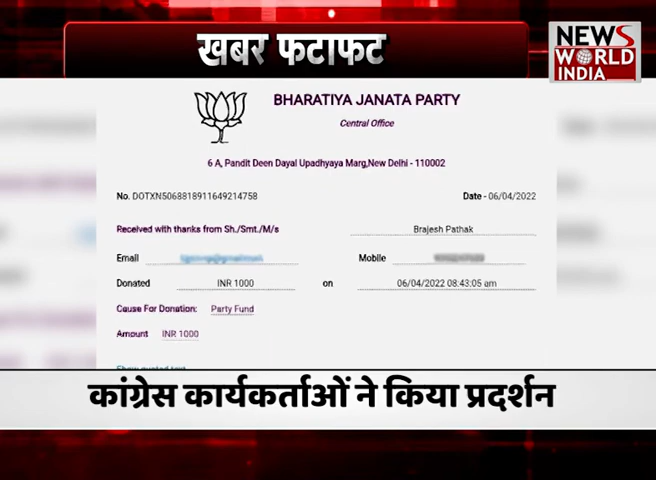 खबर फटाफट
NEWS
WORLD
INDIA
BHARATIYA JANATA PARTY
Central Office
6 A, Pandit Deen Dayal Upadhyaya Marg,New Delhi - 110002
No. DOTXN5068818911649214758 Date - 06/04/2022
Received with thanks from Sh./Smt./M/s Brajesh Pathak
Email Mobile
Donated INR 1000 on 06/04/2022 08:43:05 am
Cause For Donation: Party Fund
Amount INR 1000
Show quoted text
कांग्रेस कार्यकर्ताओं ने किया प्रदर्शन